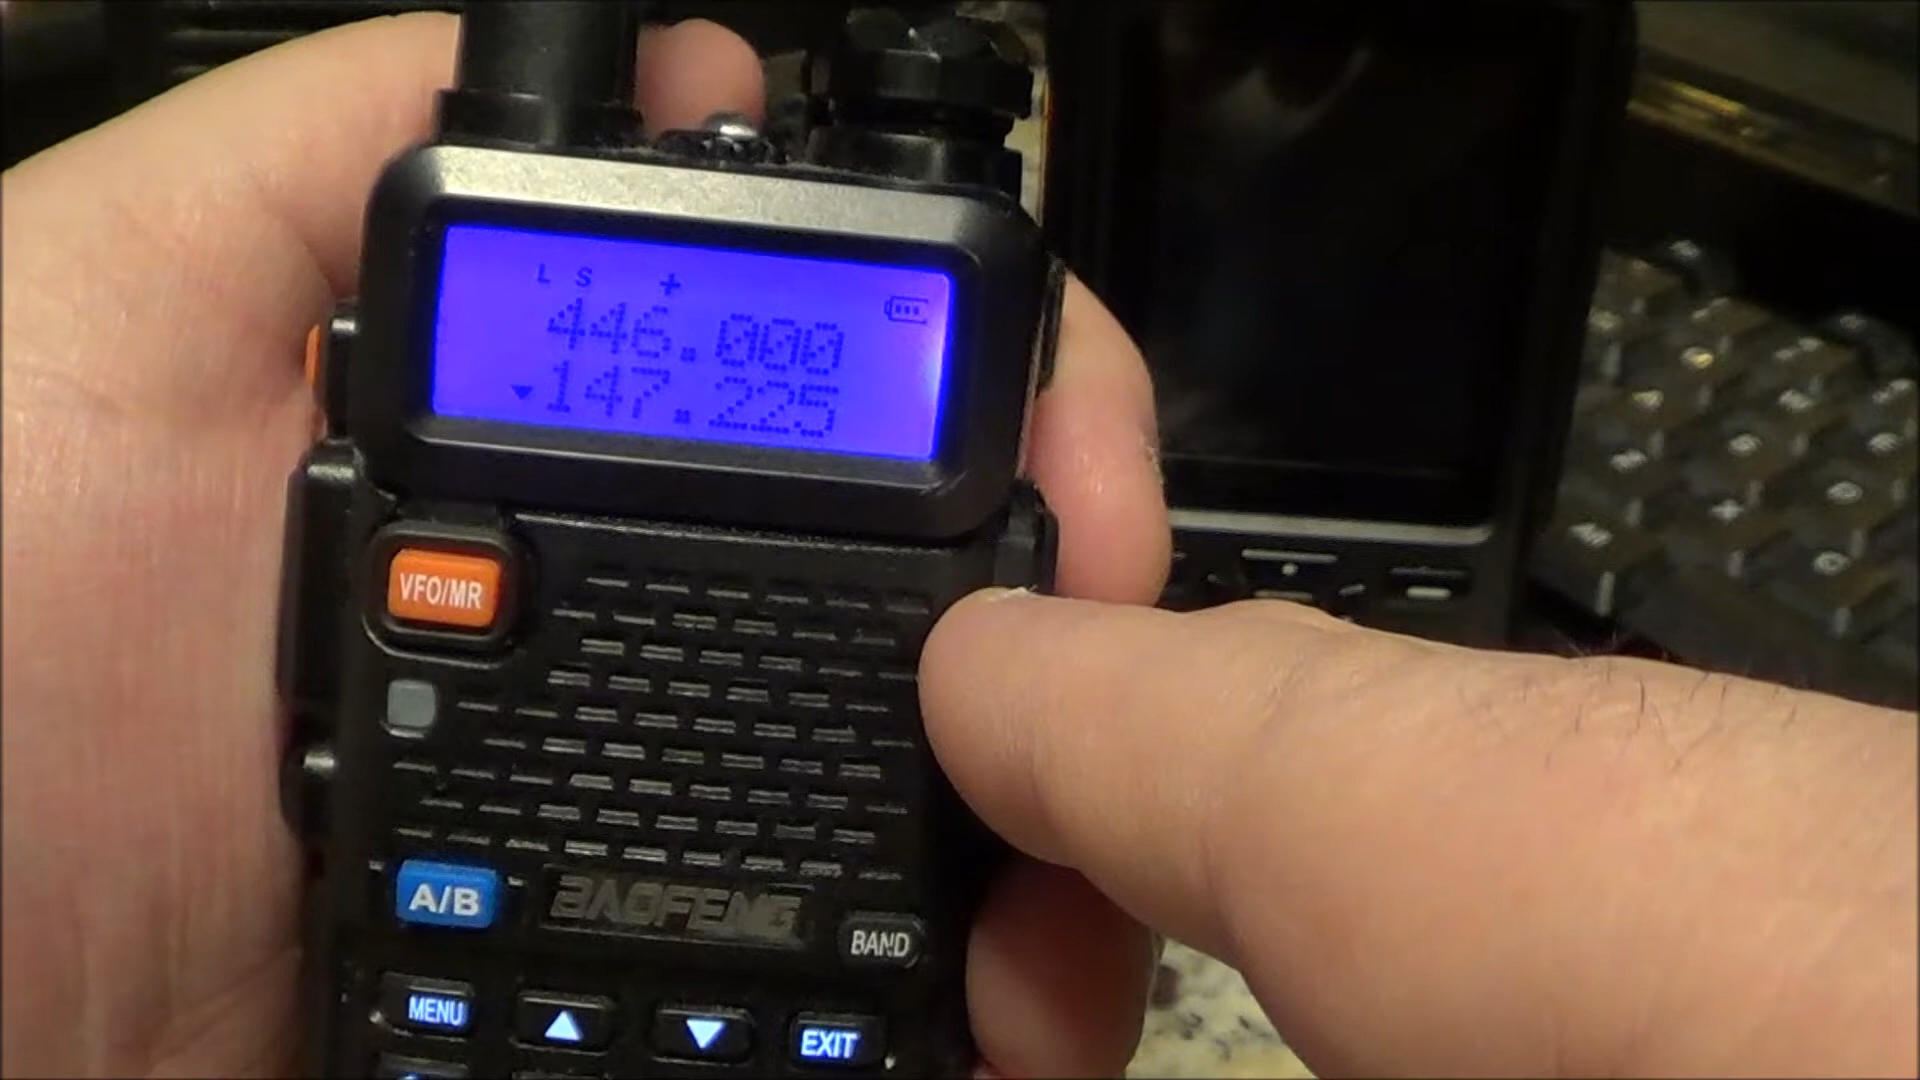 L S +
446.000
147.225
VFO/MR
A/B
BAOFENG
BAND
MENU
EXIT